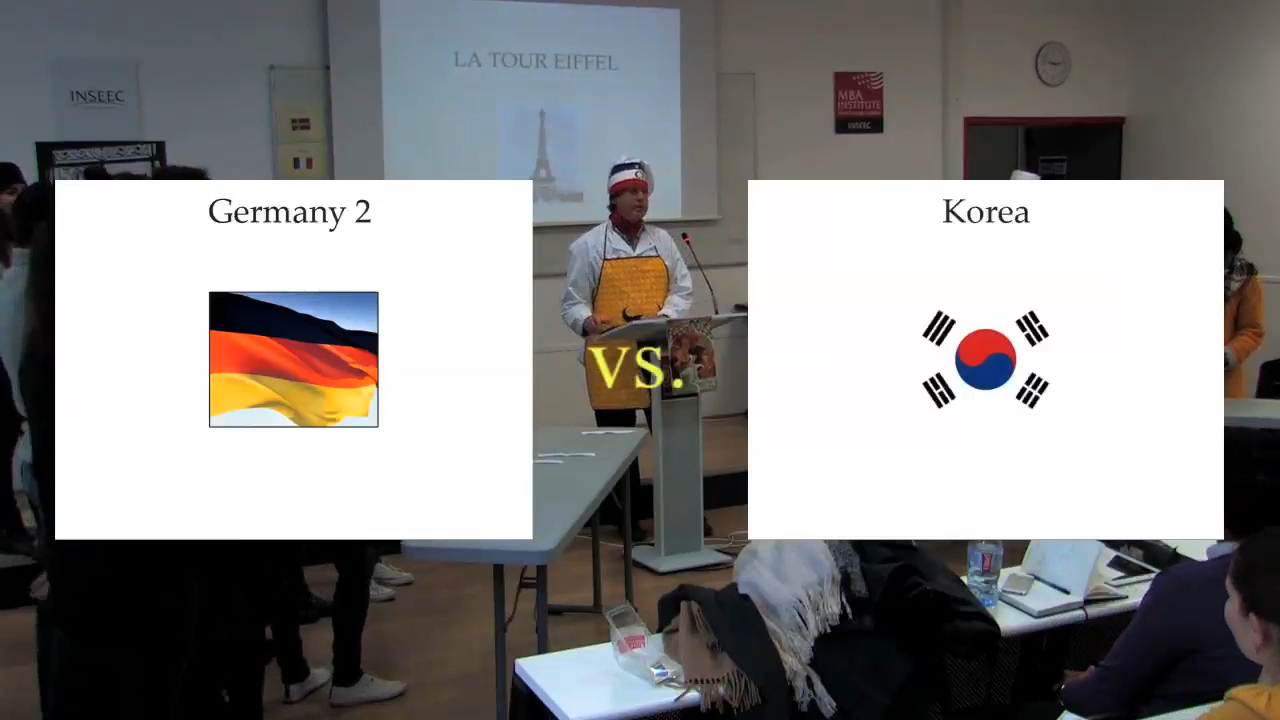 LA TOUR EIFFEL
INSEEC
MBA
INSTITUTE
INSEEC
Germany 2
Korea
vs.